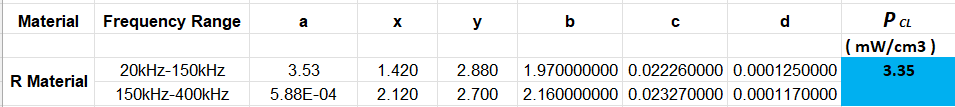 Material Frequency Range a x y b c d P CL
( mW/cm3 )
R Material 20kHz-150kHz 3.53 1.420 2.880 1.970000000 0.022260000 0.0001250000 3.35
150kHz-400kHz 5.88E-04 2.120 2.700 2.160000000 0.023270000 0.0001170000